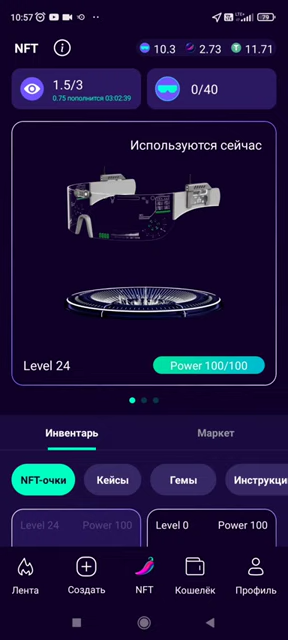 10:57
79
NFT
10.3 2.73 11.71
1.5/3
0.75 пополнится 03:02:39
0/40
Используются сейчас
Level 24 Power 100/100
Инвентарь Маркет
NFT-очки Кейсы Гемы Инструкци
Level 24 Power 100 Level 0 Power 100
Лента Создать NFT Кошелёк Профиль